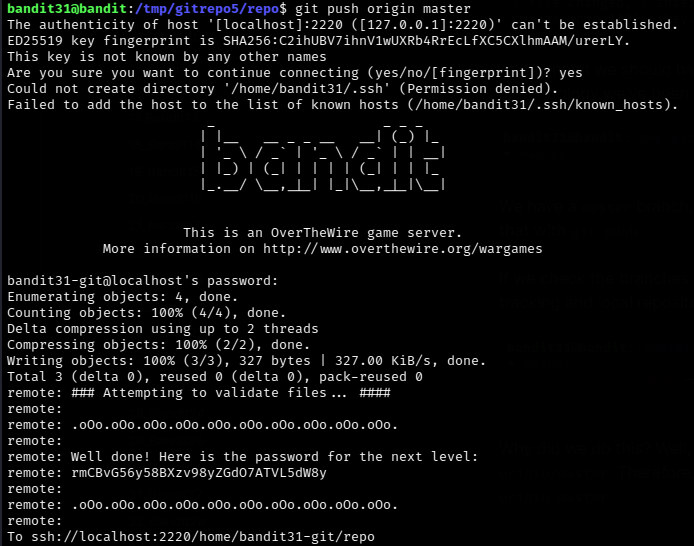 bandit31@bandit:/tmp/gitrepo5/repo$ git push origin master
The authenticity of host '[localhost]:2220 ([127.0.0.1]:2220)' can't be established.
ED25519 key fingerprint is SHA256:C2ihUBV7ihnV1wUXRb4RrEcLfXC5CXlhmAAM/urerLY.
This key is not known by any other names
Are you sure you want to continue connecting (yes/no/[fingerprint])? yes
Could not create directory '/home/bandit31/.ssh' (Permission denied).
Failed to add the host to the list of known hosts (/home/bandit31/.ssh/known_hosts).
bandit
This is an OverTheWire game server.
More information on http://www.overthewire.org/wargames
bandit31-git@localhost's password:
Enumerating objects: 4, done.
Counting objects: 100% (4/4), done.
Delta compression using up to 2 threads
Compressing objects: 100% (2/2), done.
Writing objects: 100% (3/3), 327 bytes | 327.00 KiB/s, done.
Total 3 (delta 0), reused 0 (delta 0), pack-reused 0
remote: ### Attempting to validate files... ####
remote:
remote: .oOo.oOo.oOo.oOo.oOo.oOo.oOo.oOo.oOo.oOo.
remote:
remote: Well done! Here is the password for the next level:
remote: rmCBvG56y58BXzv98yZGdO7ATVL5dW8y
remote:
remote: .oOo.oOo.oOo.oOo.oOo.oOo.oOo.oOo.oOo.oOo.
remote:
To ssh://localhost:2220/home/bandit31-git/repo